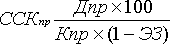 ССКпр = Дпр × 100 / Кпр × (1 − ЭЗ)